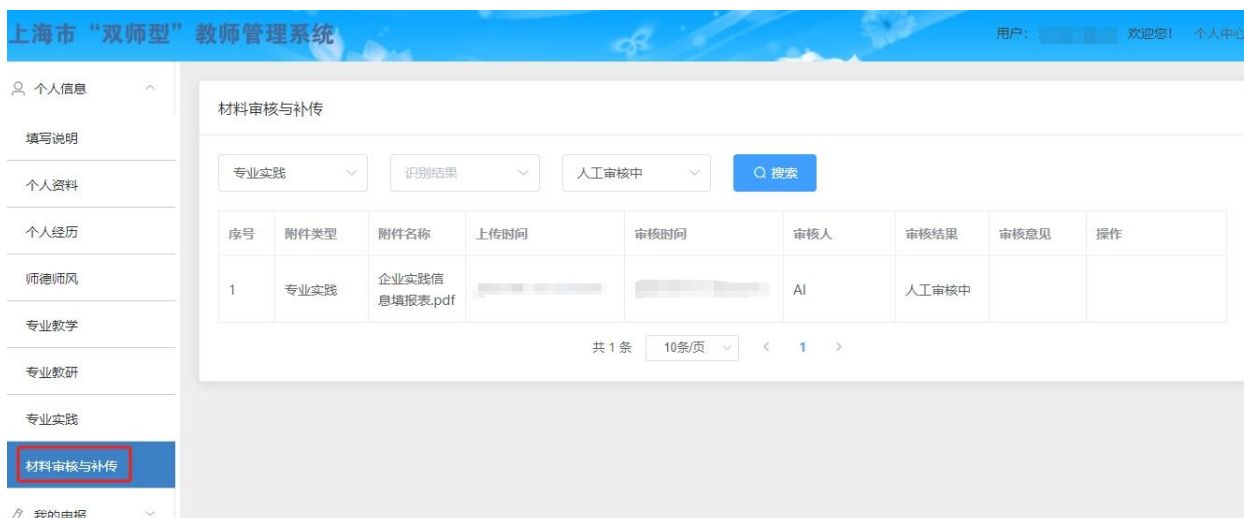 上海市“双师型”教师管理系统
用户：
欢迎您！
个人中心
个人信息
填写说明
个人资料
个人经历
师德师风
专业教学
专业教研
专业实践
材料审核与补传
我的申报
材料审核与补传
专业实践 识别结果 人工审核中 搜索
序号 附件类型 附件名称 上传时间 审核时间 审核人 审核结果 审核意见 操作
1 专业实践 企业实践信 AI 人工审核中
息填报表.pdf
共 1 条 10条/页 < 1 >